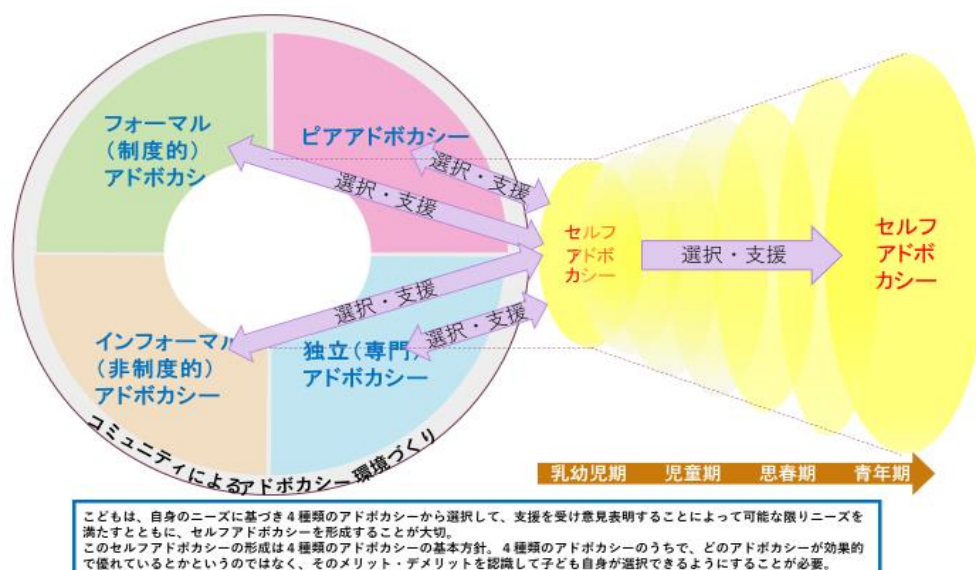 フォーマル
（制度的）
アドボカシ
ピアアドボカシー
選択・支援
選択・支援
セルフ
アドボ
カシー
選択・支援
セルフ
アドボ
カシー
選択・支援
選択・支援
インフォーマル
（非制度的）
アドボカシー
独立（専門）
アドボカシー
コミュニティによるアドボカシー環境づくり
乳幼児期 児童期 思春期 青年期
こどもは、自身のニーズに基づき４種類のアドボカシーから選択して、支援を受け意見表明することによって可能な限りニーズを
満たすとともに、セルフアドボカシーを形成することが大切。
このセルフアドボカシーの形成は４種類のアドボカシーの基本方針。４種類のアドボカシーのうちで、どのアドボカシーが効果的
で優れているとかというのではなく、そのメリット・デメリットを認識して子ども自身が選択できるようにすることが必要。